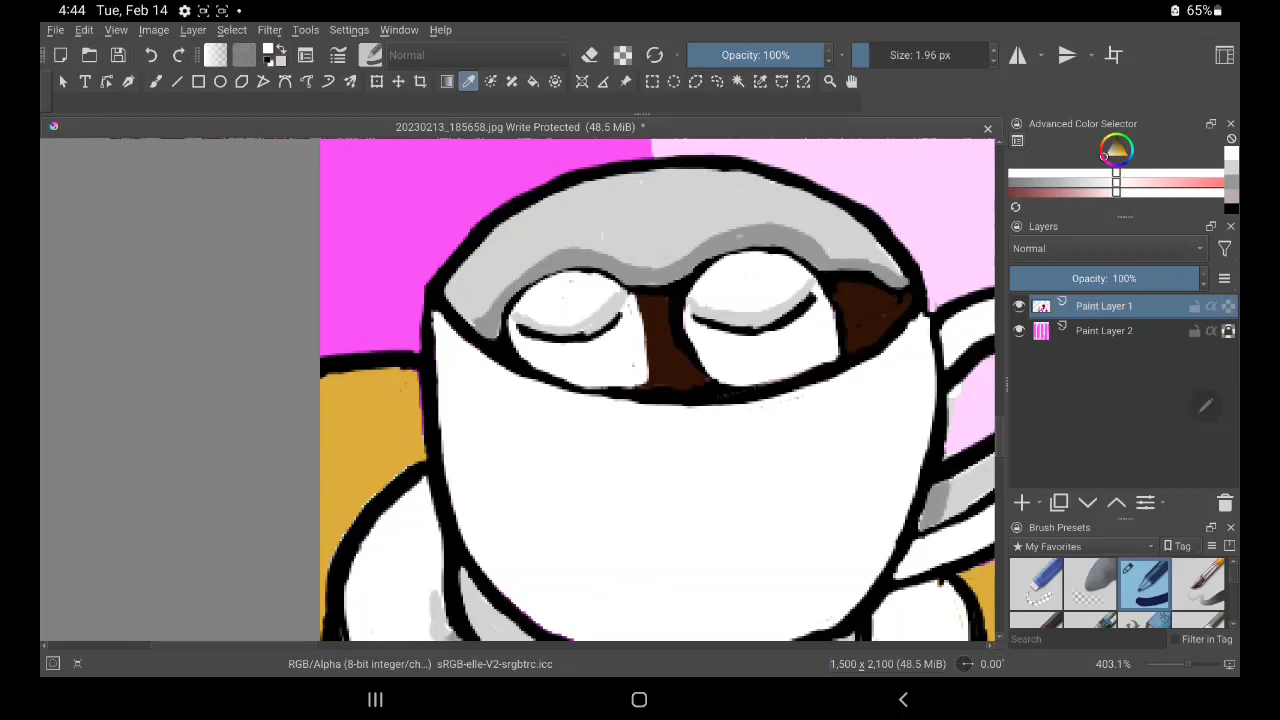 4:44 Tue, Feb 14
65%
File Edit View Image Layer Select Filter Tools Settings Window Help
Normal
Opacity: 100%
Size: 1.96 px
20230213_185658.jpg Write Protected (48.5 MiB) *
Advanced Color Selector
Layers
Normal
Opacity: 100%
Paint Layer 1
Paint Layer 2
Brush Presets
My Favorites
Tag
Search
Filter in Tag
RGB/Alpha (8-bit integer/ch...) sRGB-elle-V2-srgbtrc.icc
1,500 x 2,100 (48.5 MiB)
0.00°
403.1%